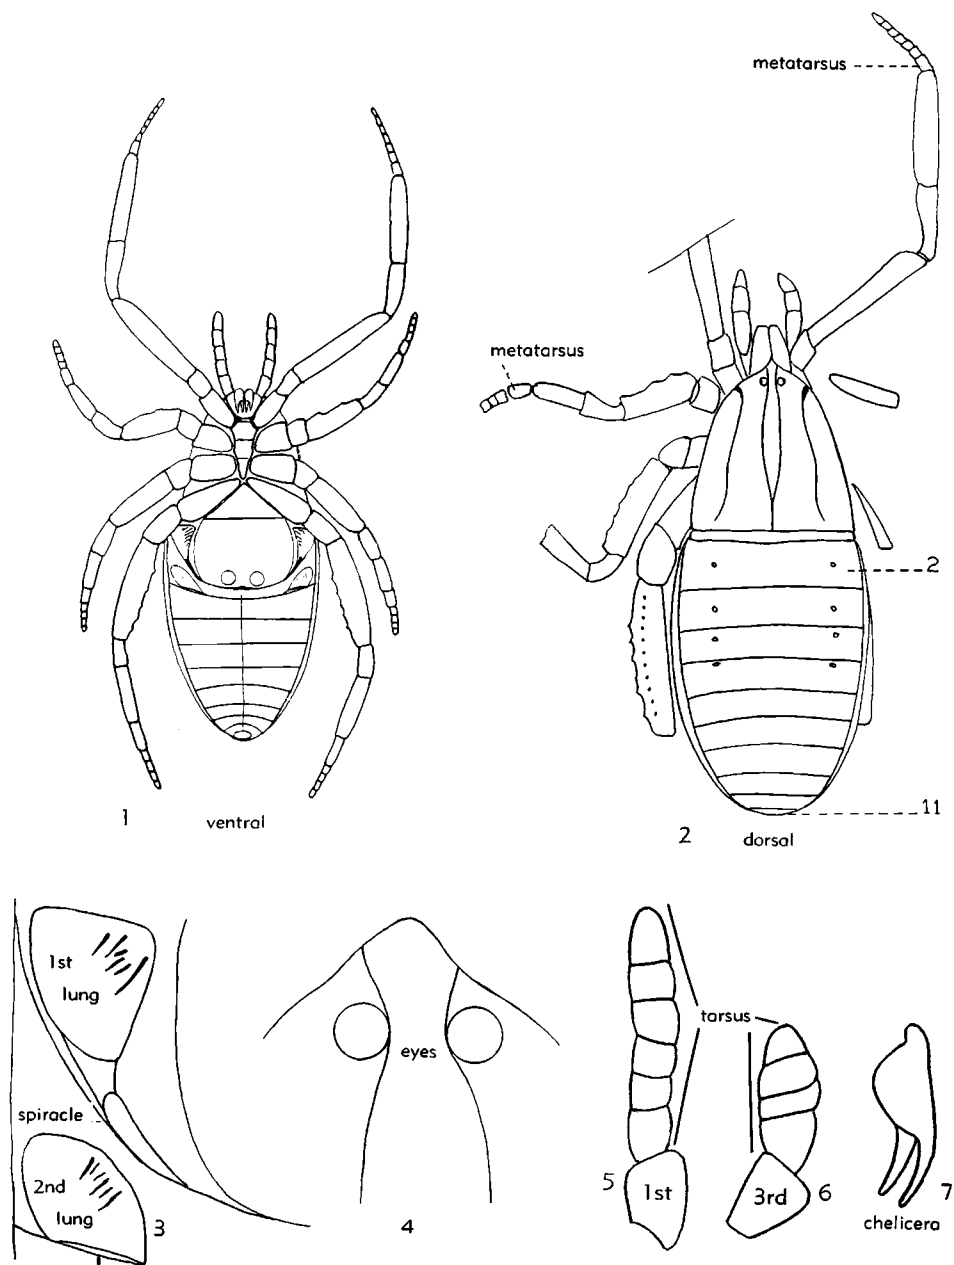 metatarsus
metatarsus
2
11
1
ventral
2
dorsal
1st
lung
spiracle
2nd
lung
3
eyes
4
tarsus
5
1st
3rd
6
7
chelicera